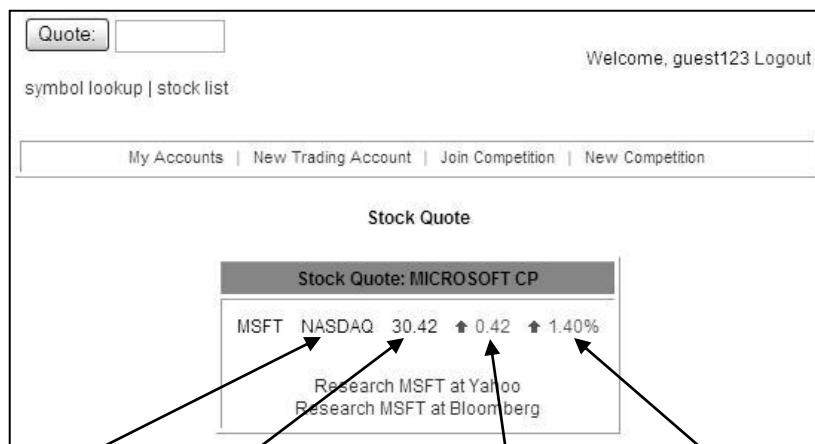 Quote:
Welcome, guest123 Logout
symbol lookup | stock list
My Accounts | New Trading Account | Join Competition | New Competition
Stock Quote
Stock Quote: MICROSOFT CP
MSFT NASDAQ 30.42 ↑ 0.42 ↑ 1.40%
Research MSFT at Yahoo
Research MSFT at Bloomberg